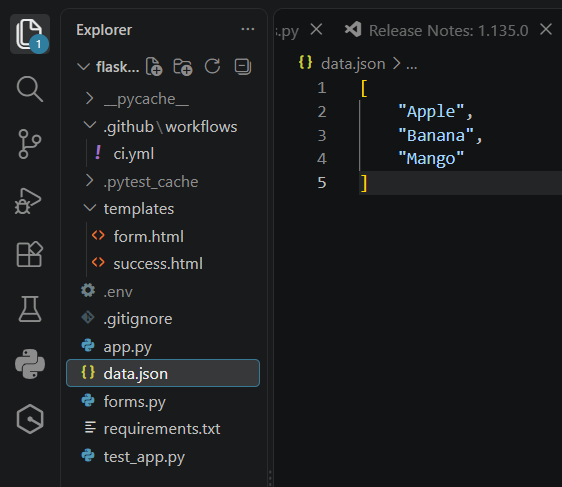 Explorer
flask...
__pycache__
.github\workflows
! ci.yml
.pytest_cache
templates
<> form.html
<> success.html
.env
.gitignore
app.py
{} data.json
forms.py
requirements.txt
test_app.py
1
s.py
Release Notes: 1.135.0
{} data.json > ...
1 [
2 "Apple",
3 "Banana",
4 "Mango"
5 ]